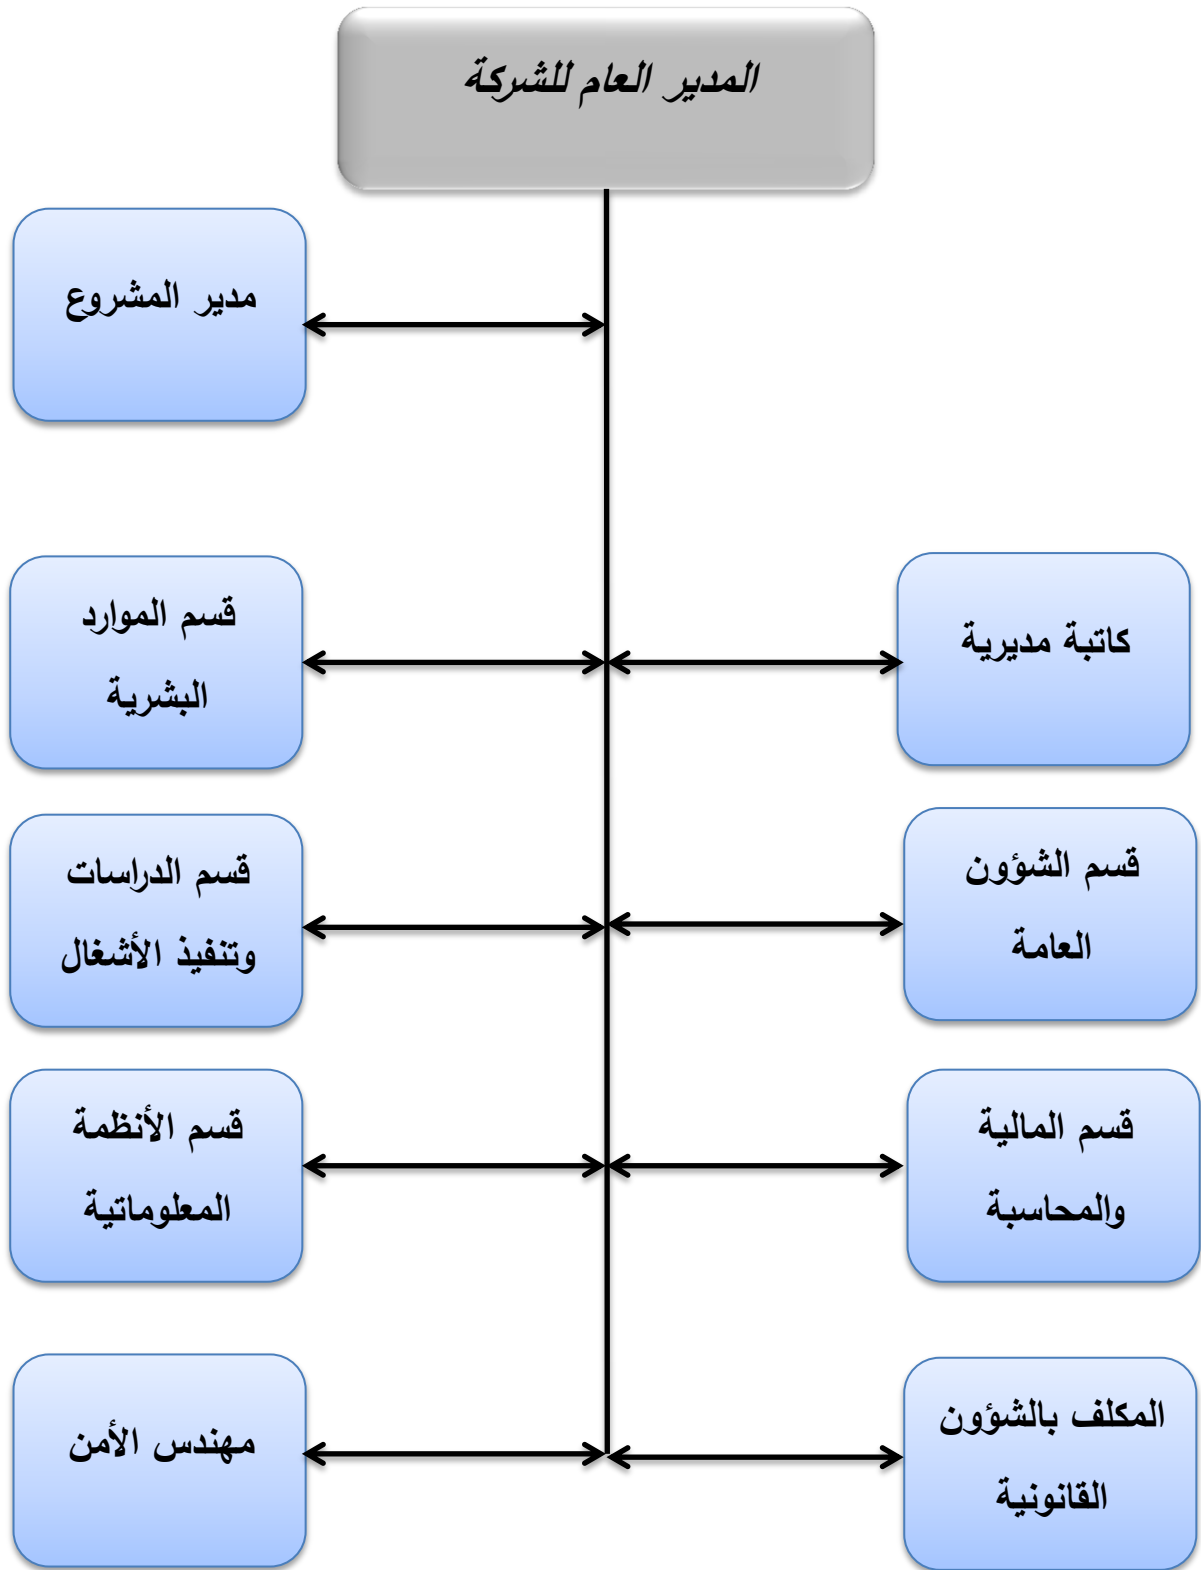 المدير العام للشركة
مدير المشروع
كاتبة مديرية
قسم الموارد
البشرية
قسم الشؤون
العامة
قسم الدراسات
وتنفيذ الأشغال
قسم المالية
والمحاسبة
قسم الأنظمة
المعلوماتية
المكلف بالشؤون
القانونية
مهندس الأمن